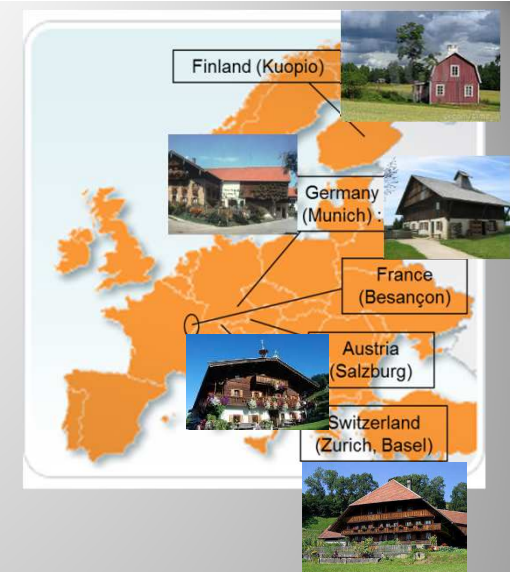 Finland (Kuopio)
Germany
(Munich) :
France
(Besançon)
Austria
(Salzburg)
Switzerland
(Zurich, Basel)